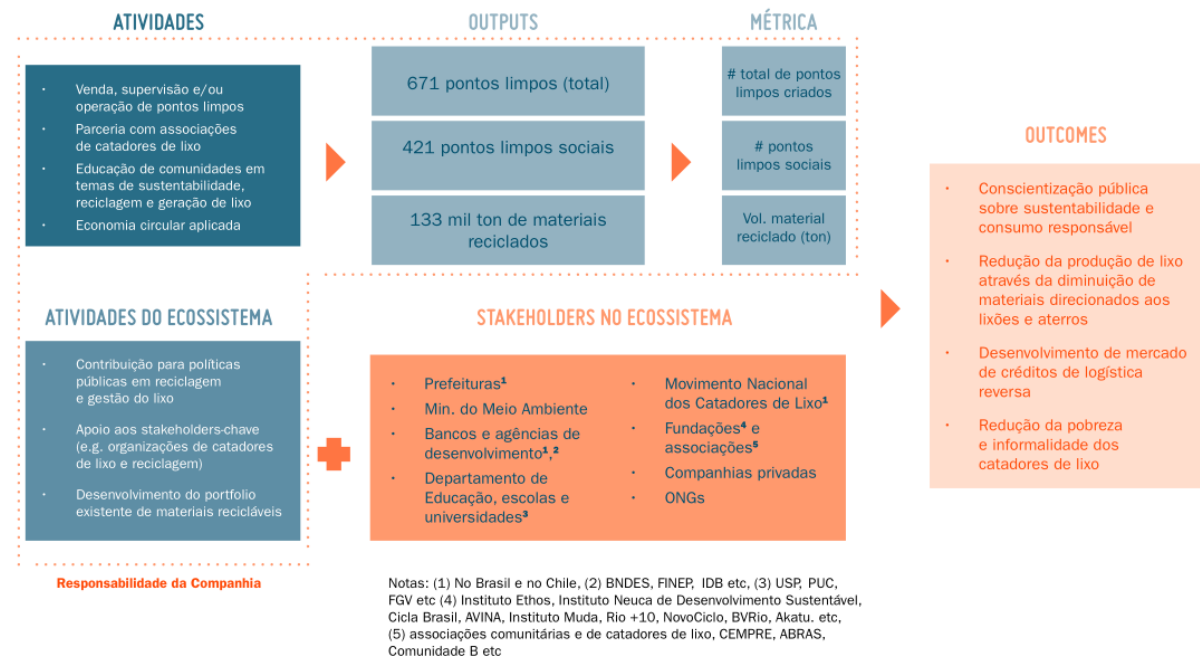 ATIVIDADES
• Venda, supervisão e/ou
operação de pontos limpos
• Parceria com associações
de catadores de lixo
• Educação de comunidades em
temas de sustentabilidade,
reciclagem e geração de lixo
• Economia circular aplicada
OUTPUTS
671 pontos limpos (total)
421 pontos limpos sociais
133 mil ton de materiais
reciclados
MÉTRICA
# total de pontos
limpos criados
# pontos
limpos sociais
Vol. material
reciclado (ton)
ATIVIDADES DO ECOSSISTEMA
• Contribuição para políticas
públicas em reciclagem
e gestão do lixo
• Apoio aos stakeholders-chave
(e.g. organizações de catadores
de lixo e reciclagem)
• Desenvolvimento do portfolio
existente de materiais recicláveis
Responsabilidade da Companhia
STAKEHOLDERS NO ECOSSISTEMA
• Prefeituras¹
• Min. do Meio Ambiente
• Bancos e agências de
desenvolvimento¹,²
• Departamento de
Educação, escolas e
universidades³
• Movimento Nacional
dos Catadores de Lixo¹
• Fundações⁴ e
associações⁵
• Companhias privadas
• ONGs
OUTCOMES
• Conscientização pública
sobre sustentabilidade e
consumo responsável
• Redução da produção de lixo
através da diminuição de
materiais direcionados aos
lixões e aterros
• Desenvolvimento de mercado
de créditos de logística
reversa
• Redução da pobreza
e informalidade dos
catadores de lixo
Notas: (1) No Brasil e no Chile, (2) BNDES, FINEP, IDB etc, (3) USP, PUC,
FGV etc (4) Instituto Ethos, Instituto Neuca de Desenvolvimento Sustentável,
Cicla Brasil, AVINA, Instituto Muda, Rio +10, NovoCiclo, BVRio, Akatu. etc,
(5) associações comunitárias e de catadores de lixo, CEMPRE, ABRAS,
Comunidade B etc